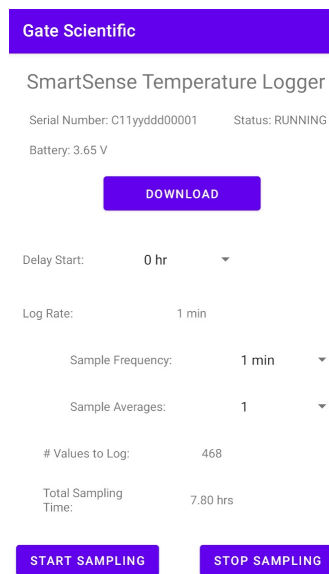 Gate Scientific
SmartSense Temperature Logger
Serial Number: C11yyddd00001 Status: RUNNING
Battery: 3.65 V
DOWNLOAD
Delay Start: 0 hr
Log Rate: 1 min
Sample Frequency: 1 min
Sample Averages: 1
# Values to Log: 468
Total Sampling
Time: 7.80 hrs
START SAMPLING STOP SAMPLING